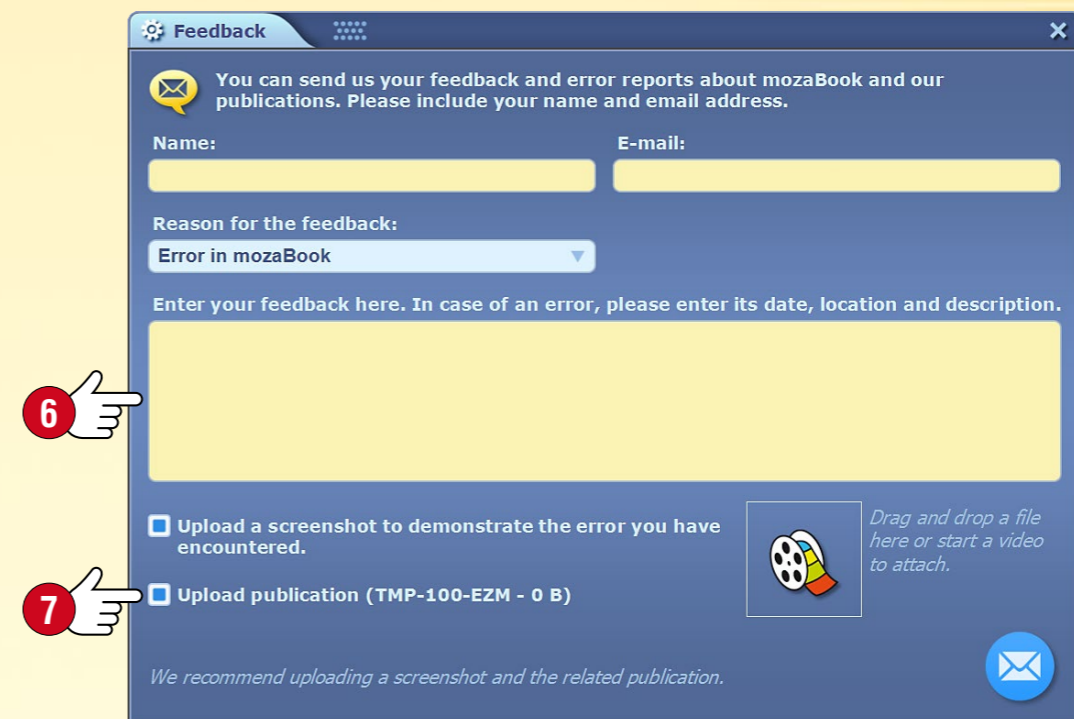 Feedback
You can send us your feedback and error reports about mozaBook and our
publications. Please include your name and email address.
Name:
E-mail:
Reason for the feedback:
Error in mozaBook
Enter your feedback here. In case of an error, please enter its date, location and description.
6
Upload a screenshot to demonstrate the error you have
encountered.
Drag and drop a file
here or start a video
to attach.
7
Upload publication (TMP-100-EZM - 0 B)
We recommend uploading a screenshot and the related publication.